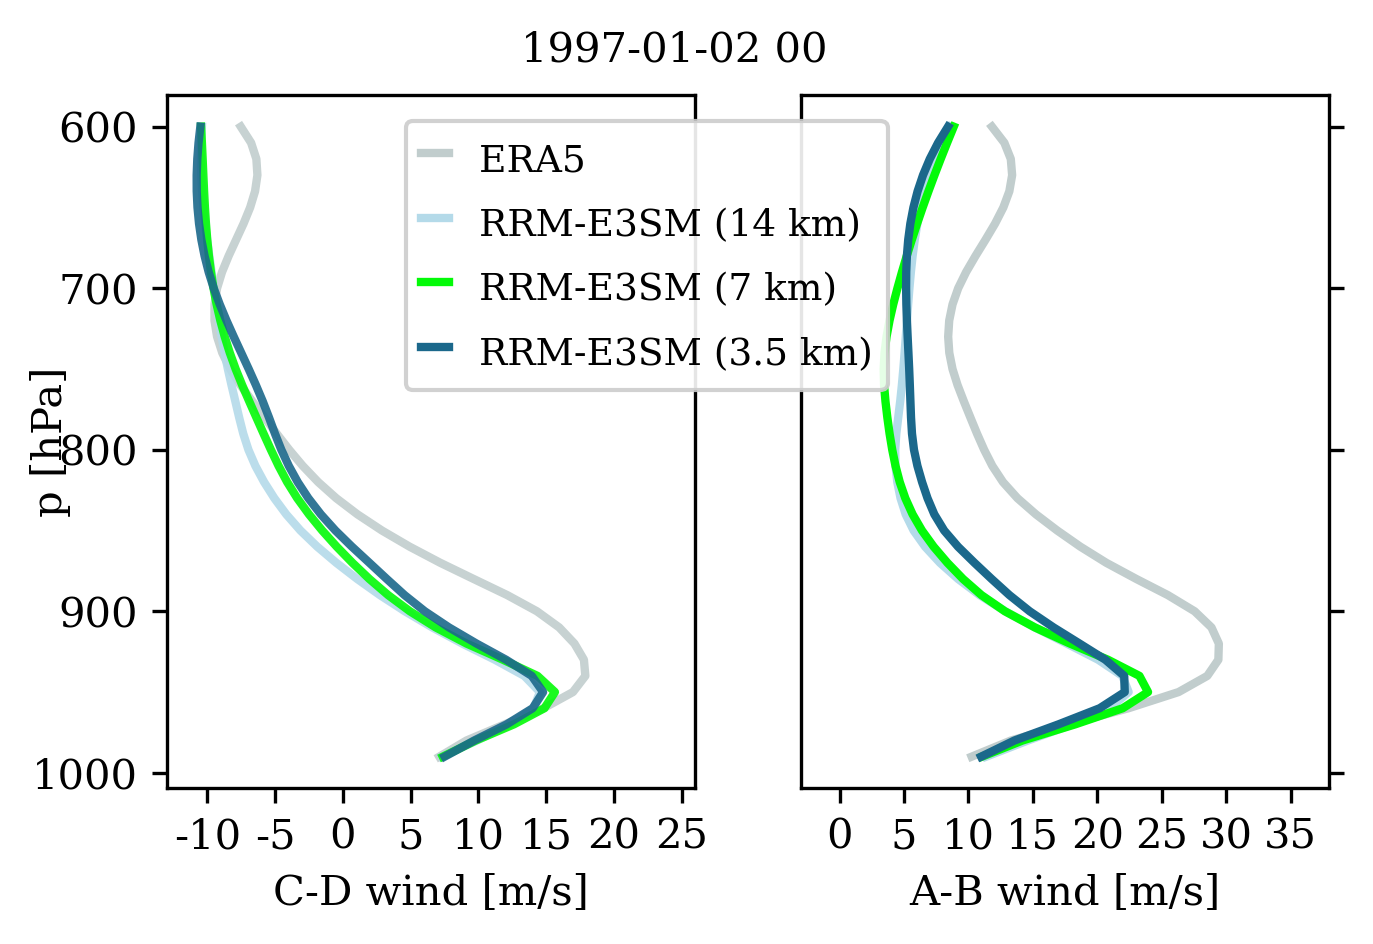 1997-01-02 00
ERA5
RRM-E3SM (14 km)
RRM-E3SM (7 km)
RRM-E3SM (3.5 km)
p [hPa]
600
700
800
900
1000
-10 -5 0 5 10 15 20 25
C-D wind [m/s]
0 5 10 15 20 25 30 35
A-B wind [m/s]